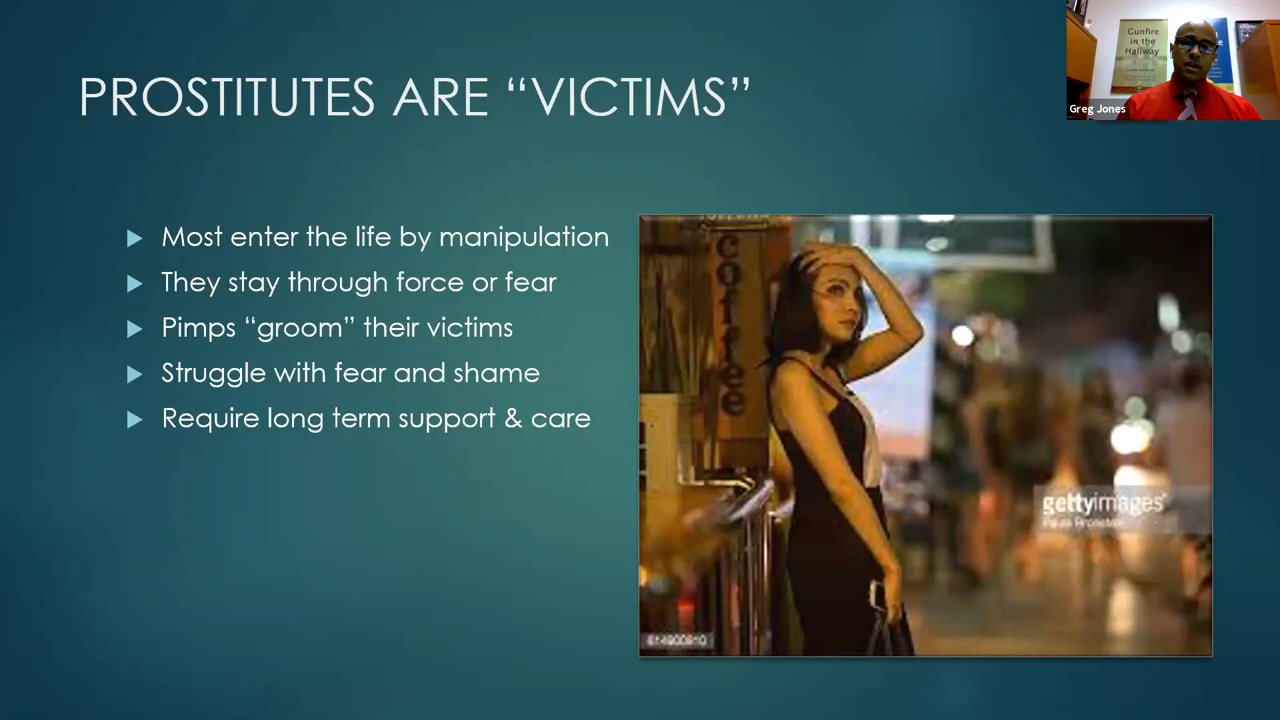 PROSTITUTES ARE “VICTIMS”
Gunfire
in the
Hallway
Greg Jones
Most enter the life by manipulation
They stay through force or fear
Pimps “groom” their victims
Struggle with fear and shame
Require long term support & care
coffee
gettyimages®